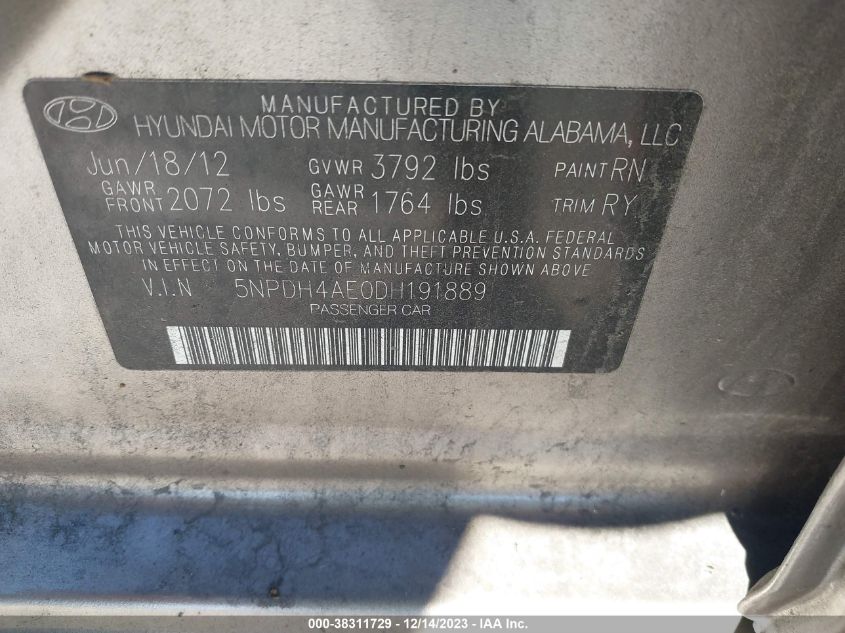 MANUFACTURED BY
HYUNDAI MOTOR MANUFACTURING ALABAMA, LLC
Jun/18/12 GVWR 3792 lbs PAINT RN
GAWR FRONT 2072 lbs GAWR REAR 1764 lbs TRIM RY
THIS VEHICLE CONFORMS TO ALL APPLICABLE U.S.A. FEDERAL
MOTOR VEHICLE SAFETY, BUMPER, AND THEFT PREVENTION STANDARDS
IN EFFECT ON THE DATE OF MANUFACTURE SHOWN ABOVE
V.I.N 5NPDH4AE0DH191889
PASSENGER CAR
000-38311729 - 12/14/2023 - IAA Inc.